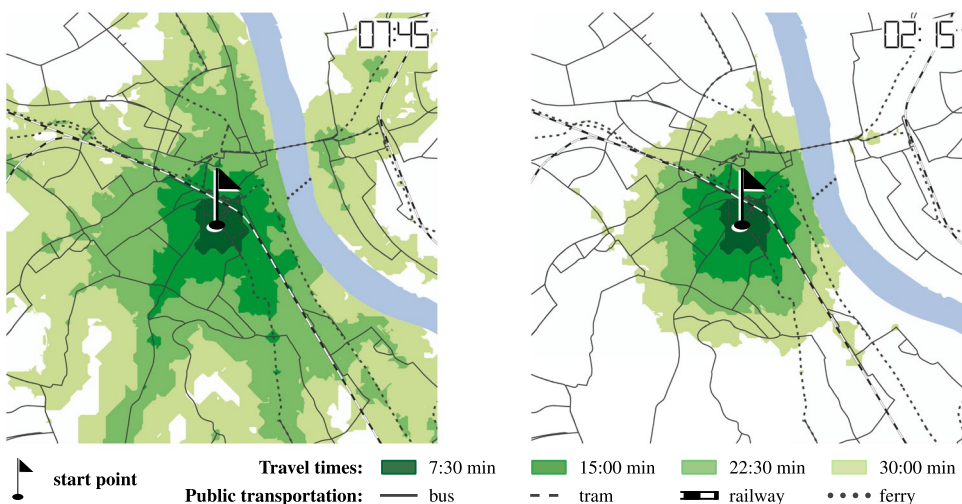 07:45 02:15
start point Travel times: 7:30 min 15:00 min 22:30 min 30:00 min
Public transportation: bus tram railway ferry